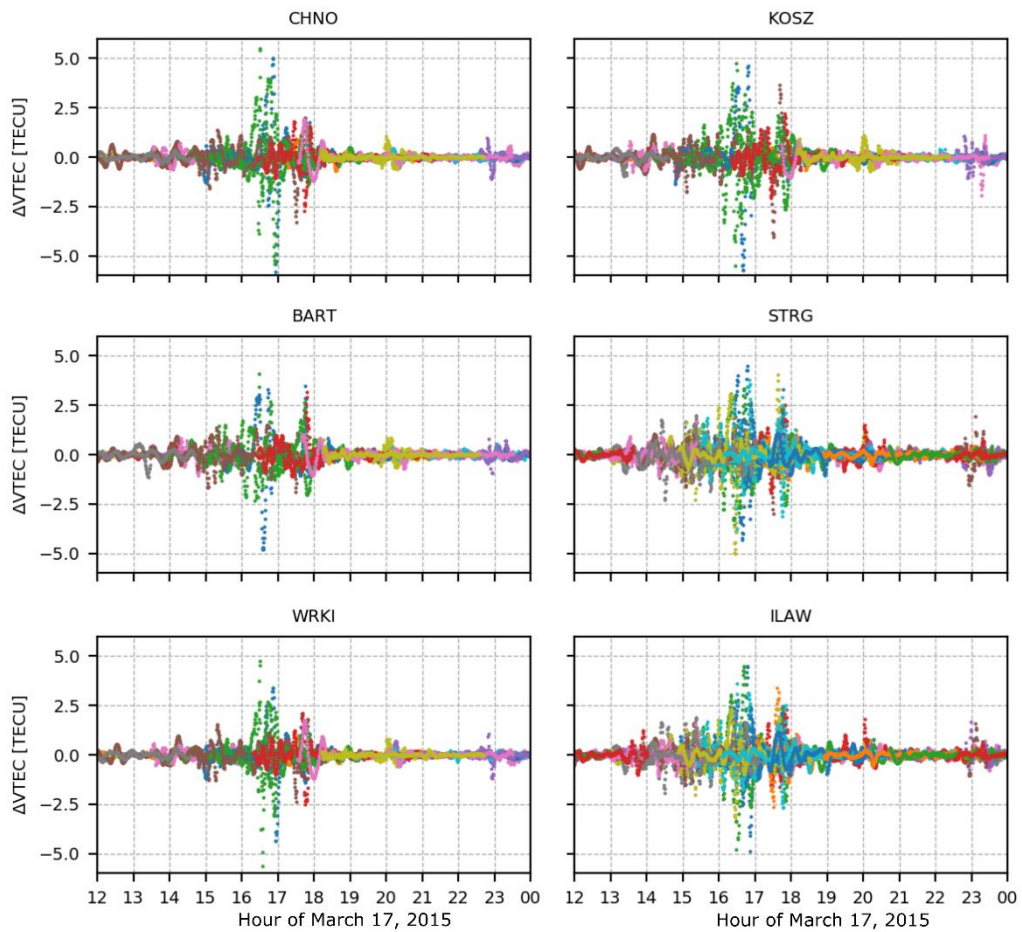 CHNO
KOSZ
ΔVTEC [TECU]
5.0
2.5
0.0
−2.5
−5.0
BART
STRG
ΔVTEC [TECU]
5.0
2.5
0.0
−2.5
−5.0
WRKI
ILAW
ΔVTEC [TECU]
5.0
2.5
0.0
−2.5
−5.0
12 13 14 15 16 17 18 19 20 21 22 23 00
12 13 14 15 16 17 18 19 20 21 22 23 00
Hour of March 17, 2015
Hour of March 17, 2015